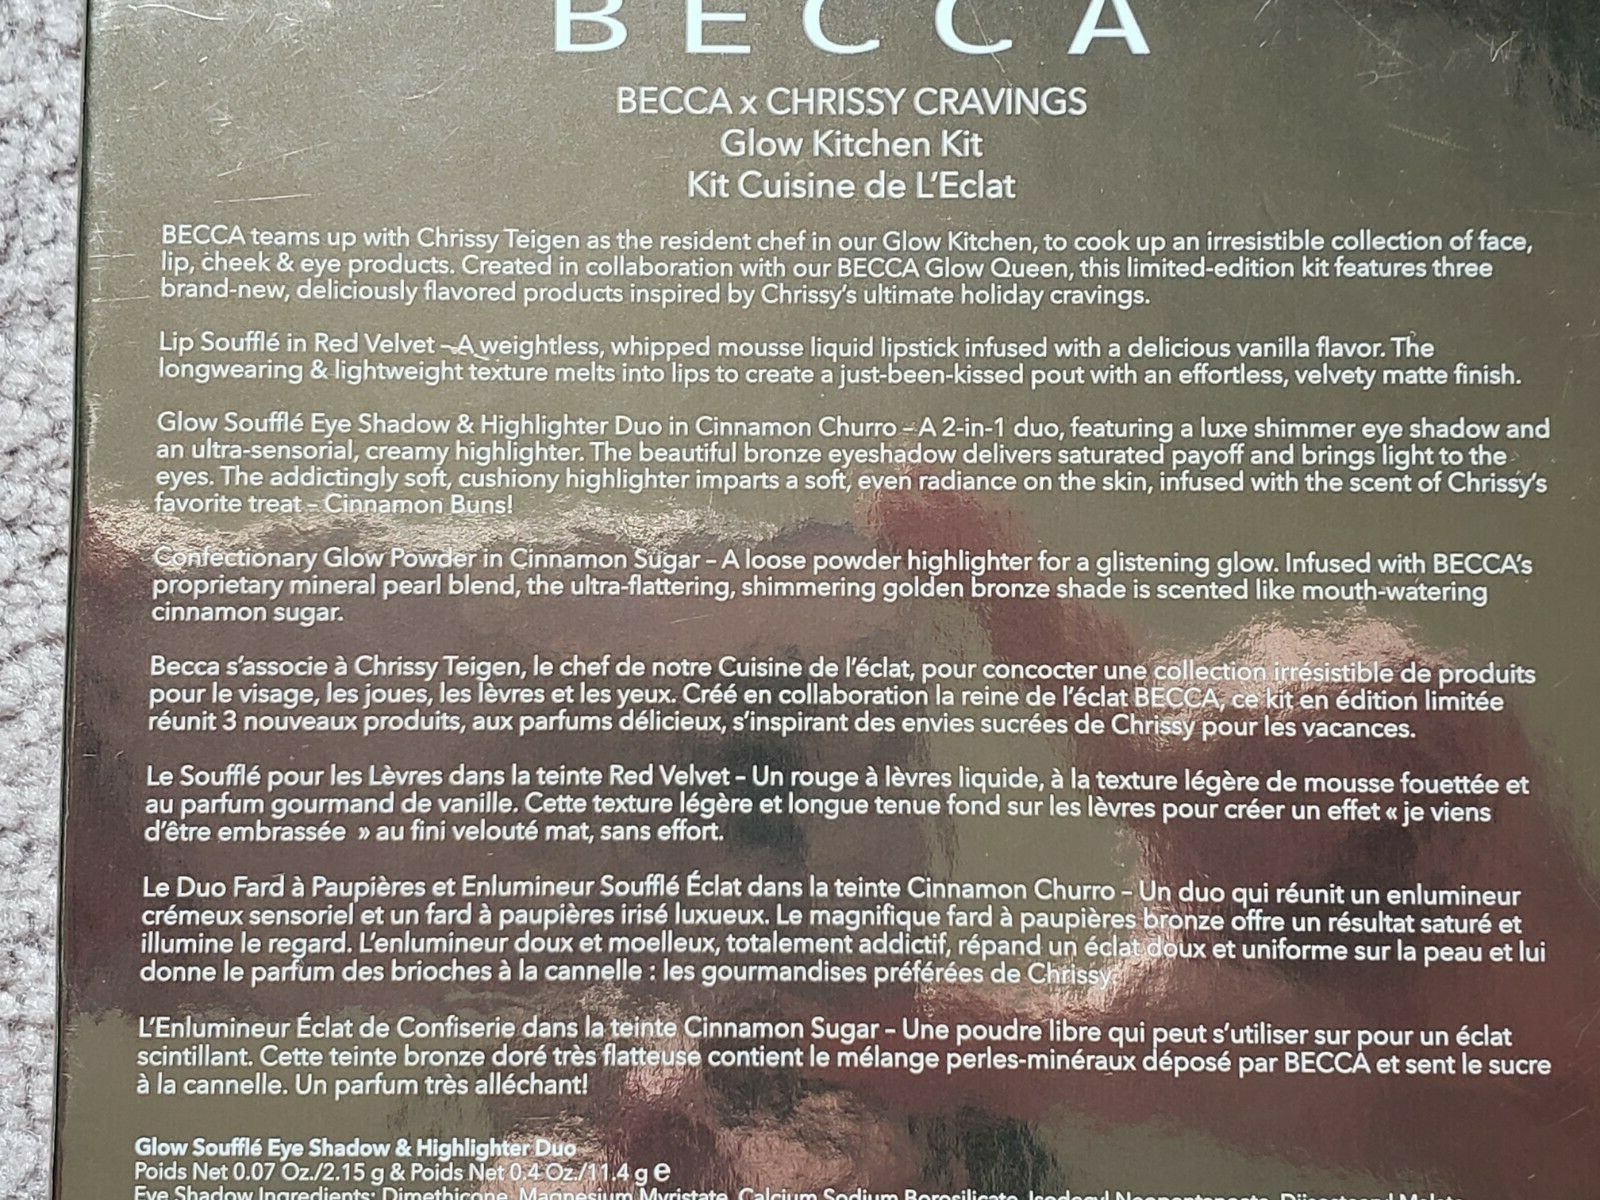 BECCA
BECCA x CHRISSY CRAVINGS
Glow Kitchen Kit
Kit Cuisine de L'Eclat
BECCA teams up with Chrissy Teigen as the resident chef in our Glow Kitchen, to cook up an irresistible collection of face,
lip, cheek & eye products. Created in collaboration with our BECCA Glow Queen, this limited-edition kit features three
brand-new, deliciously flavored products inspired by Chrissy's ultimate holiday cravings.
Lip Soufflé in Red Velvet – A weightless, whipped mousse liquid lipstick infused with a delicious vanilla flavor. The
longwearing & lightweight texture melts into lips to create a just-been-kissed pout with an effortless, velvety matte finish.
Glow Soufflé Eye Shadow & Highlighter Duo in Cinnamon Churro – A 2-in-1 duo, featuring a luxe shimmer eye shadow and
an ultra-sensorial, creamy highlighter. The beautiful bronze eyeshadow delivers saturated payoff and brings light to the
eyes. The addictingly soft, cushiony highlighter imparts a soft, even radiance on the skin, infused with the scent of Chrissy's
favorite treat – Cinnamon Buns!
Confectionary Glow Powder in Cinnamon Sugar – A loose powder highlighter for a glistening glow. Infused with BECCA's
proprietary mineral pearl blend, the ultra-flattering, shimmering golden bronze shade is scented like mouth-watering
cinnamon sugar.
Becca s'associe à Chrissy Teigen, le chef de notre Cuisine de l'éclat, pour concocter une collection irrésistible de produits
pour le visage, les joues, les lèvres et les yeux. Créé en collaboration la reine de l'éclat BECCA, ce kit en édition limitée
réunit 3 nouveaux produits, aux parfums délicieux, s'inspirant des envies sucrées de Chrissy pour les vacances.
Le Soufflé pour les Lèvres dans la teinte Red Velvet – Un rouge à lèvres liquide, à la texture légère de mousse fouettée et
au parfum gourmand de vanille. Cette texture légère et longue tenue fond sur les lèvres pour créer un effet « je viens
d'être embrassée » au fini velouté mat, sans effort.
Le Duo Fard à Paupières et Enlumineur Soufflé Éclat dans la teinte Cinnamon Churro – Un duo qui réunit un enlumineur
crémeux sensoriel et un fard à paupières irisé luxueux. Le magnifique fard à paupières bronze offre un résultat saturé et
illumine le regard. L'enlumineur doux et moelleux, totalement addictif, répand un éclat doux et uniforme sur la peau et lui
donne le parfum des brioches à la cannelle : les gourmandises préférées de Chrissy
L'Enlumineur Éclat de Confiserie dans la teinte Cinnamon Sugar – Une poudre libre qui peut s'utiliser sur pour un éclat
scintillant. Cette teinte bronze doré très flatteuse contient le mélange perles-minéraux déposé par BECCA et sent le sucre
à la cannelle. Un parfum très alléchant!
Glow Soufflé Eye Shadow & Highlighter Duo
Poids Net 0.07 Oz./2.15 g & Poids Net 0.4 Oz./11.4 g e
Eye Shadow Ingredients: Dimethicone, Magnesium Myristate, Calcium Sodium Borosilicate, Isodecyl Neopentanoate,